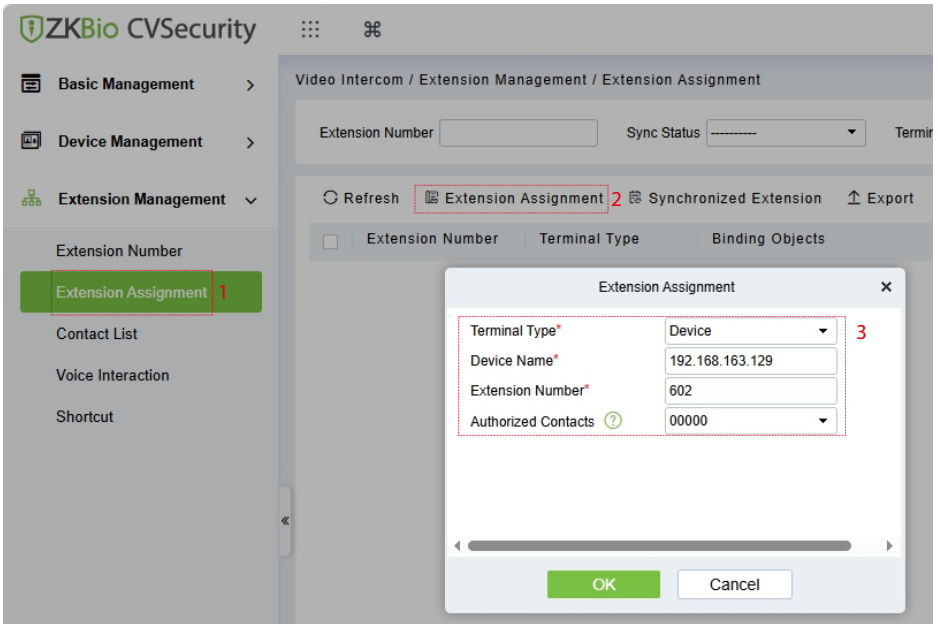 ZKBio CVSecurity
Basic Management
Device Management
Extension Management
Extension Number
Extension Assignment 1
Contact List
Voice Interaction
Shortcut
Video Intercom / Extension Management / Extension Assignment
Extension Number Sync Status ---------- Termin
Refresh Extension Assignment 2 Synchronized Extension Export
Extension Number Terminal Type Binding Objects
Extension Assignment ×
Terminal Type* Device 3
Device Name* 192.168.163.129
Extension Number* 602
Authorized Contacts ? 00000
«
OK Cancel